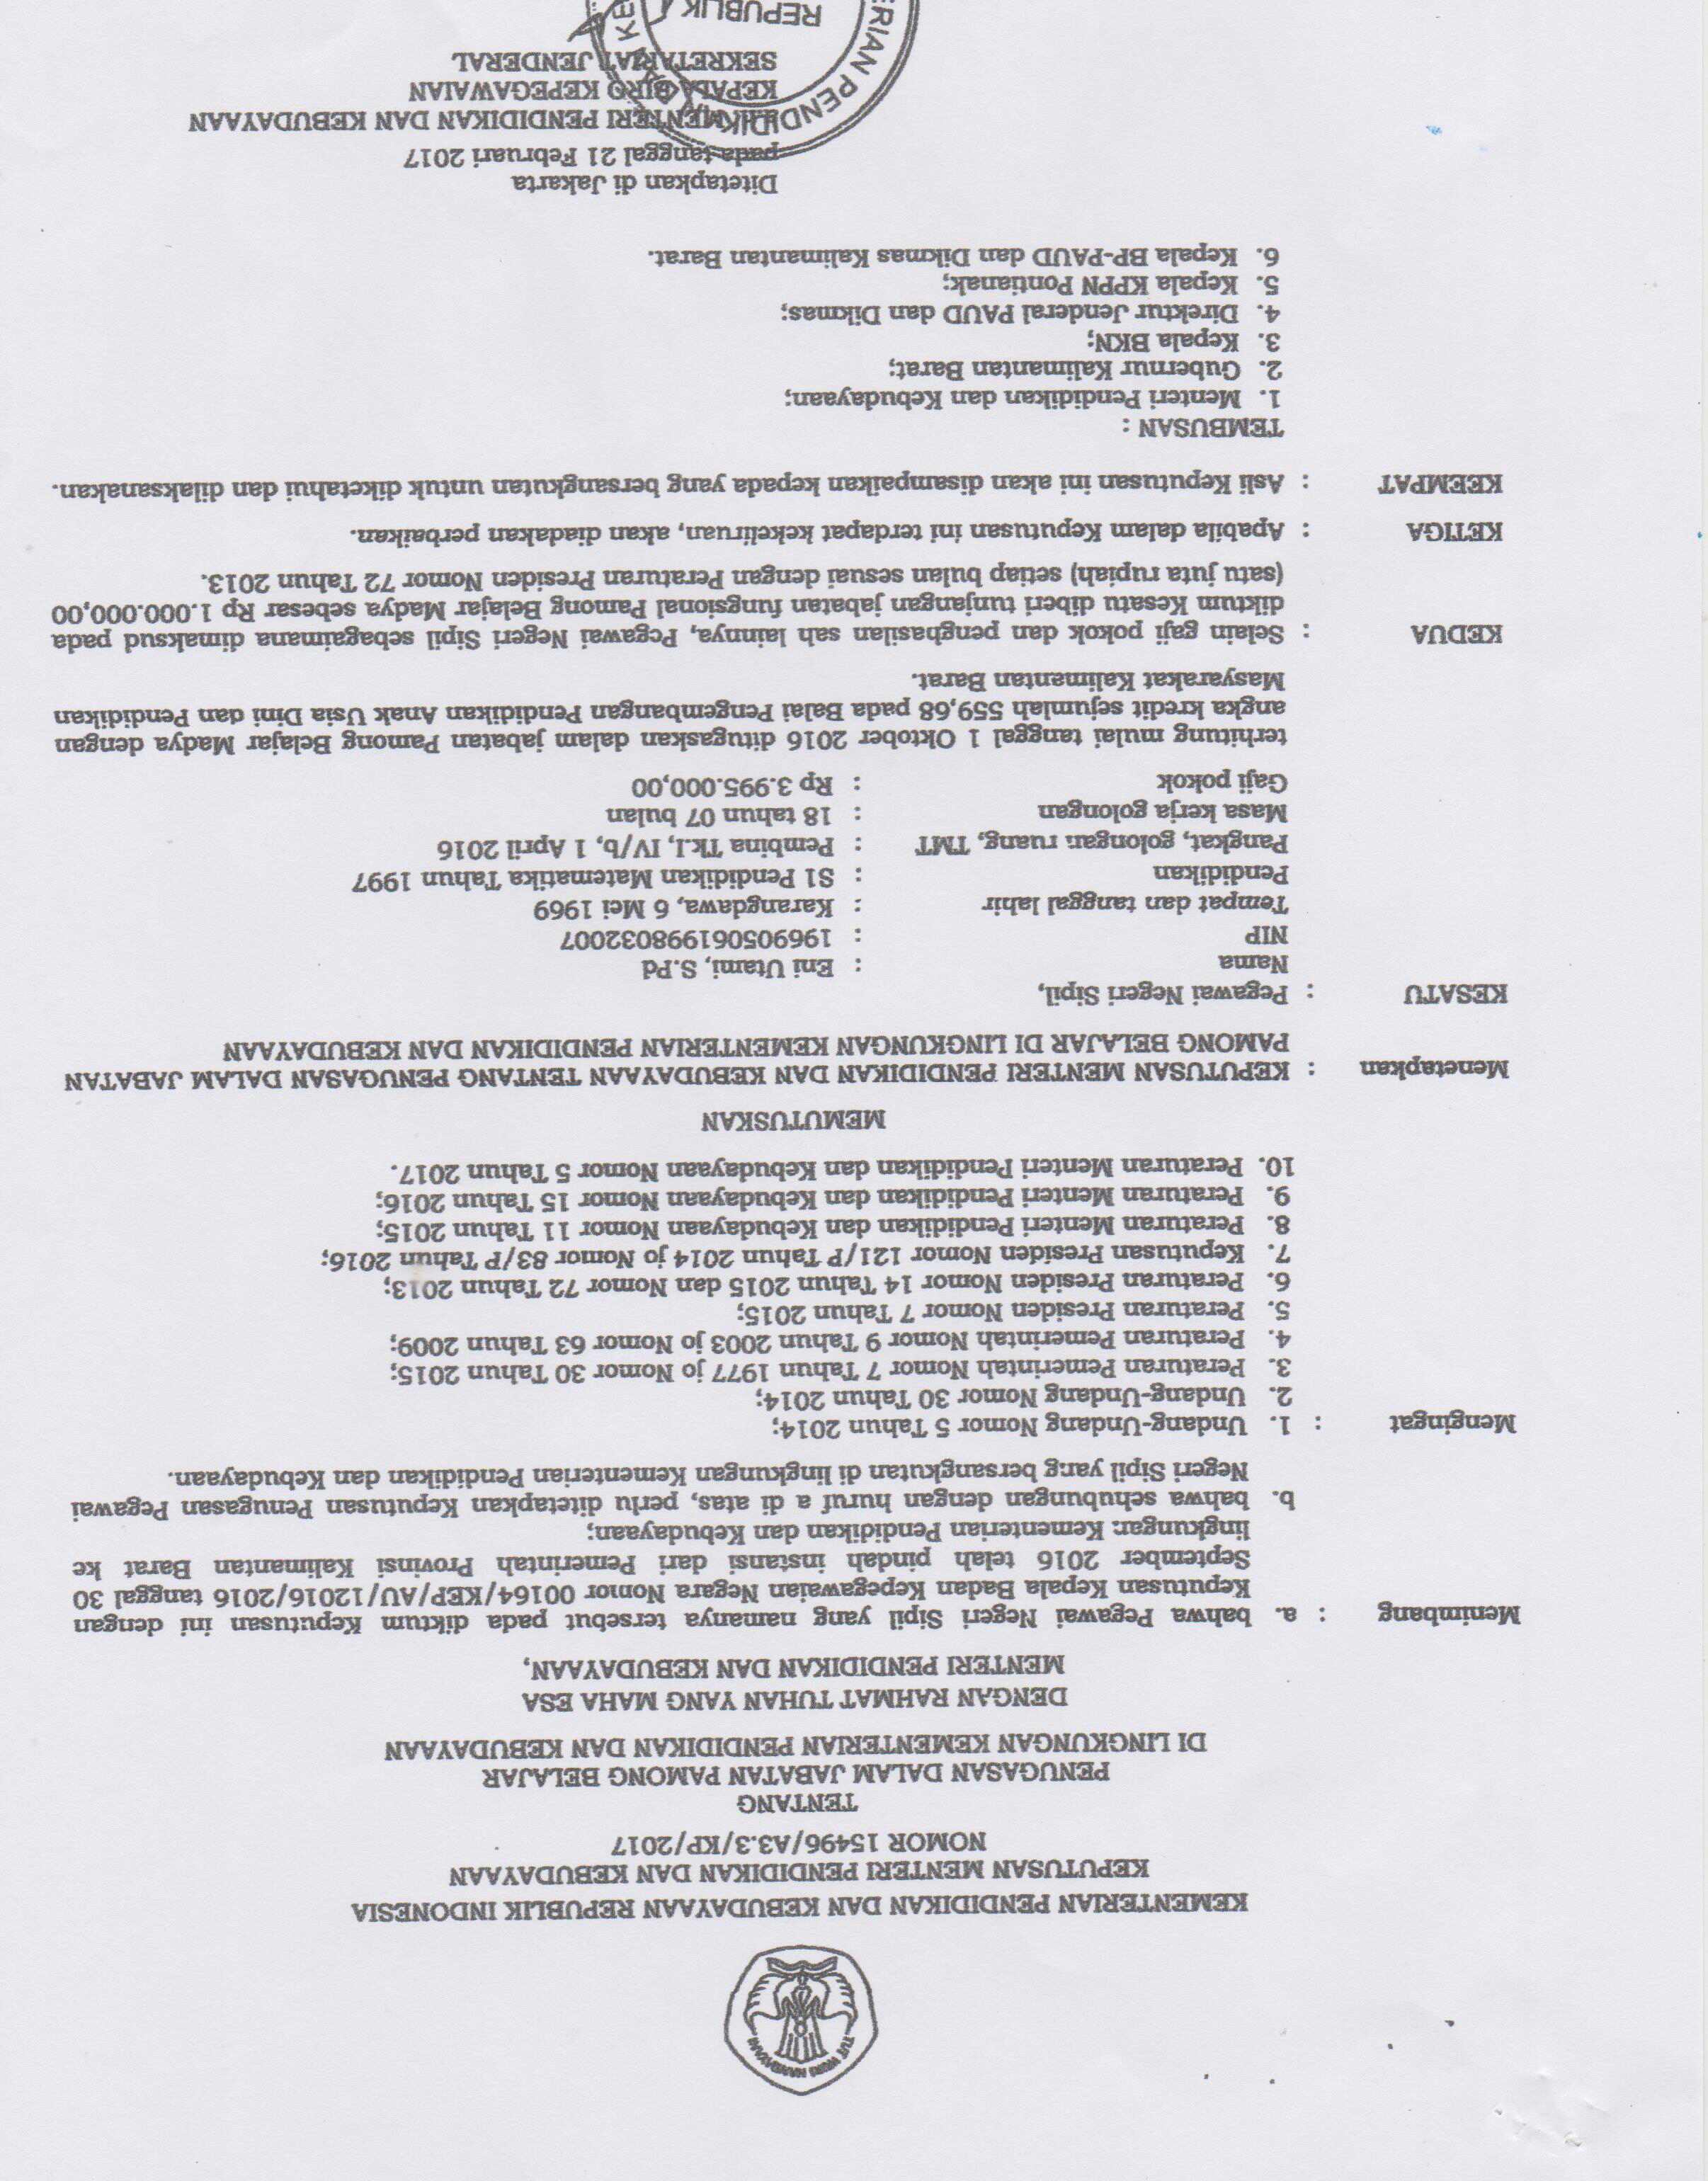 TUT WURI HANDAYANI
KEMENTERIAN PENDIDIKAN DAN KEBUDAYAAN REPUBLIK INDONESIA
KEPUTUSAN MENTERI PENDIDIKAN DAN KEBUDAYAAN
NOMOR 15496/A3.3/KP/2017
TENTANG
PENUGASAN DALAM JABATAN PAMONG BELAJAR
DI LINGKUNGAN KEMENTERIAN PENDIDIKAN DAN KEBUDAYAAN
DENGAN RAHMAT TUHAN YANG MAHA ESA
MENTERI PENDIDIKAN DAN KEBUDAYAAN,
Menimbang : a. bahwa Pegawai Negeri Sipil yang namanya tersebut pada diktum Keputusan ini dengan
Keputusan Kepala Badan Kepegawaian Negara Nomor 00164/KEP/AU/12016/2016 tanggal 30
September 2016 telah pindah instansi dari Pemerintah Provinsi Kalimantan Barat ke
lingkungan Kementerian Pendidikan dan Kebudayaan;
b. bahwa sehubungan dengan huruf a di atas, perlu ditetapkan Keputusan Penugasan Pegawai
Negeri Sipil yang bersangkutan di lingkungan Kementerian Pendidikan dan Kebudayaan.
Mengingat : 1. Undang-Undang Nomor 5 Tahun 2014;
2. Undang-Undang Nomor 30 Tahun 2014;
3. Peraturan Pemerintah Nomor 7 Tahun 1977 jo Nomor 30 Tahun 2015;
4. Peraturan Pemerintah Nomor 9 Tahun 2003 jo Nomor 63 Tahun 2009;
5. Peraturan Presiden Nomor 7 Tahun 2015;
6. Peraturan Presiden Nomor 14 Tahun 2015 dan Nomor 72 Tahun 2013;
7. Keputusan Presiden Nomor 121/P Tahun 2014 jo Nomor 83/P Tahun 2016;
8. Peraturan Menteri Pendidikan dan Kebudayaan Nomor 11 Tahun 2015;
9. Peraturan Menteri Pendidikan dan Kebudayaan Nomor 15 Tahun 2016;
10. Peraturan Menteri Pendidikan dan Kebudayaan Nomor 5 Tahun 2017.
MEMUTUSKAN
Menetapkan : KEPUTUSAN MENTERI PENDIDIKAN DAN KEBUDAYAAN TENTANG PENUGASAN DALAM JABATAN
PAMONG BELAJAR DI LINGKUNGAN KEMENTERIAN PENDIDIKAN DAN KEBUDAYAAN
KESATU : Pegawai Negeri Sipil,
Nama : Eni Utami, S.Pd
NIP : 196905061998032007
Tempat dan tanggal lahir : Karangdawa, 6 Mei 1969
Pendidikan : S1 Pendidikan Matematika Tahun 1997
Pangkat, golongan ruang, TMT : Pembina Tk.I, IV/b, 1 April 2016
Masa kerja golongan : 18 tahun 07 bulan
Gaji pokok : Rp 3.995.000,00
terhitung mulai tanggal 1 Oktober 2016 ditugaskan dalam jabatan Pamong Belajar Madya dengan
angka kredit sejumlah 559,68 pada Balai Pengembangan Pendidikan Anak Usia Dini dan Pendidikan
Masyarakat Kalimantan Barat.
KEDUA : Selain gaji pokok dan penghasilan sah lainnya, Pegawai Negeri Sipil sebagaimana dimaksud pada
diktum Kesatu diberi tunjangan jabatan fungsional Pamong Belajar Madya sebesar Rp 1.000.000,00
(satu juta rupiah) setiap bulan sesuai dengan Peraturan Presiden Nomor 72 Tahun 2013.
KETIGA : Apabila dalam Keputusan ini terdapat kekeliruan, akan diadakan perbaikan.
KEEMPAT : Asli Keputusan ini akan disampaikan kepada yang bersangkutan untuk diketahui dan dilaksanakan.
TEMBUSAN :
1. Menteri Pendidikan dan Kebudayaan;
2. Gubernur Kalimantan Barat;
3. Kepala BKN;
4. Direktur Jenderal PAUD dan Dikmas;
5. Kepala KPPN Pontianak;
6. Kepala BP-PAUD dan Dikmas Kalimantan Barat.
Ditetapkan di Jakarta
pada tanggal 21 Februari 2017
MENTERI PENDIDIKAN DAN KEBUDAYAAN
KEPALA BIRO KEPEGAWAIAN
SEKRETARIAT JENDERAL
ERIAN PENDIDIKAN
KE
REPUBLIK